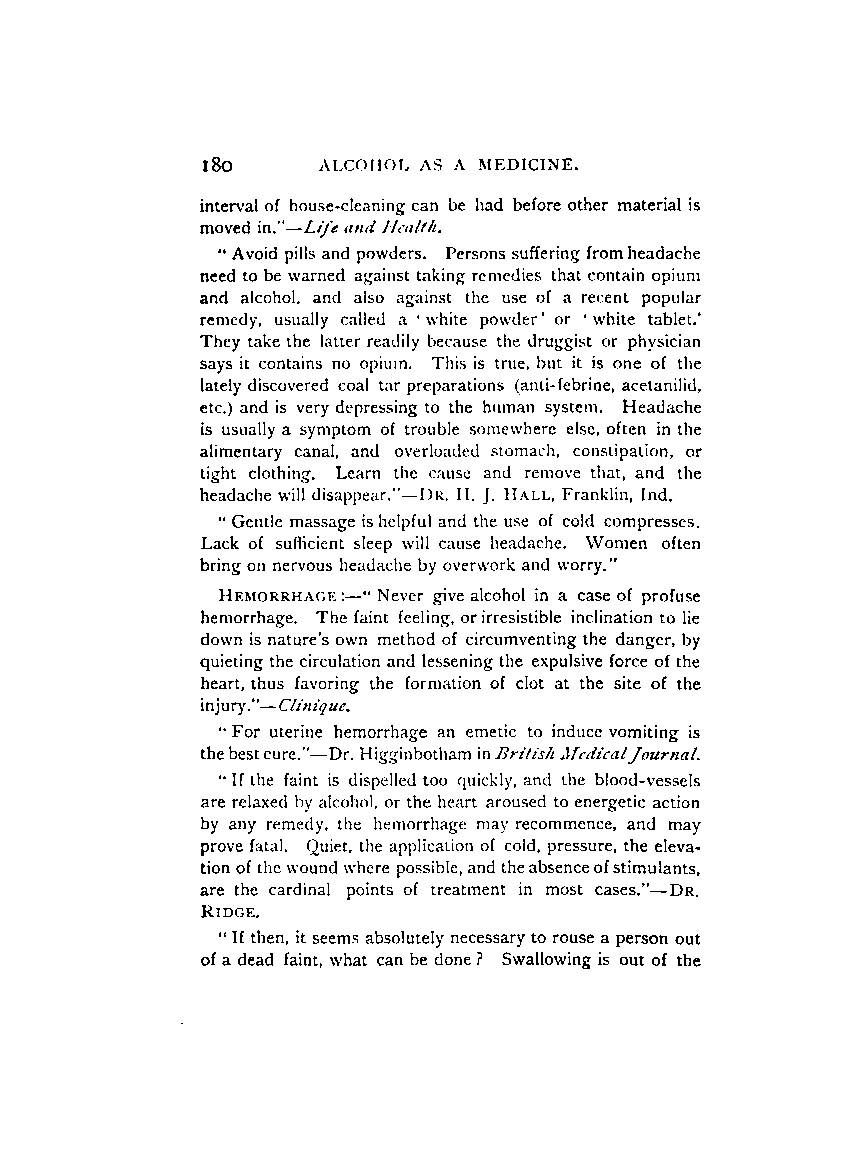 180 ALCOHOL AS A MEDICINE.
interval of house-cleaning can be had before other material is
moved in."—Life and Health.
" Avoid pills and powders. Persons suffering from headache
need to be warned against taking remedies that contain opium
and alcohol, and also against the use of a recent popular
remedy, usually called a ' white powder' or ' white tablet.'
They take the latter readily because the druggist or physician
says it contains no opium. This is true, but it is one of the
lately discovered coal tar preparations (anti-febrine, acetanilid,
etc.) and is very depressing to the human system. Headache
is usually a symptom of trouble somewhere else, often in the
alimentary canal, and overloaded stomach, constipation, or
tight clothing. Learn the cause and remove that, and the
headache will disappear."—DR. H. J. HALL, Franklin, Ind.
" Gentle massage is helpful and the use of cold compresses.
Lack of sufficient sleep will cause headache. Women often
bring on nervous headache by overwork and worry."
HEMORRHAGE :—" Never give alcohol in a case of profuse
hemorrhage. The faint feeling, or irresistible inclination to lie
down is nature's own method of circumventing the danger, by
quieting the circulation and lessening the expulsive force of the
heart, thus favoring the formation of clot at the site of the
injury."—Clinique.
" For uterine hemorrhage an emetic to induce vomiting is
the best cure."—Dr. Higginbotham in British Medical Journal.
" If the faint is dispelled too quickly, and the blood-vessels
are relaxed by alcohol, or the heart aroused to energetic action
by any remedy, the hemorrhage may recommence, and may
prove fatal. Quiet, the application of cold, pressure, the eleva-
tion of the wound where possible, and the absence of stimulants,
are the cardinal points of treatment in most cases."—DR.
RIDGE.
" If then, it seems absolutely necessary to rouse a person out
of a dead faint, what can be done ? Swallowing is out of the